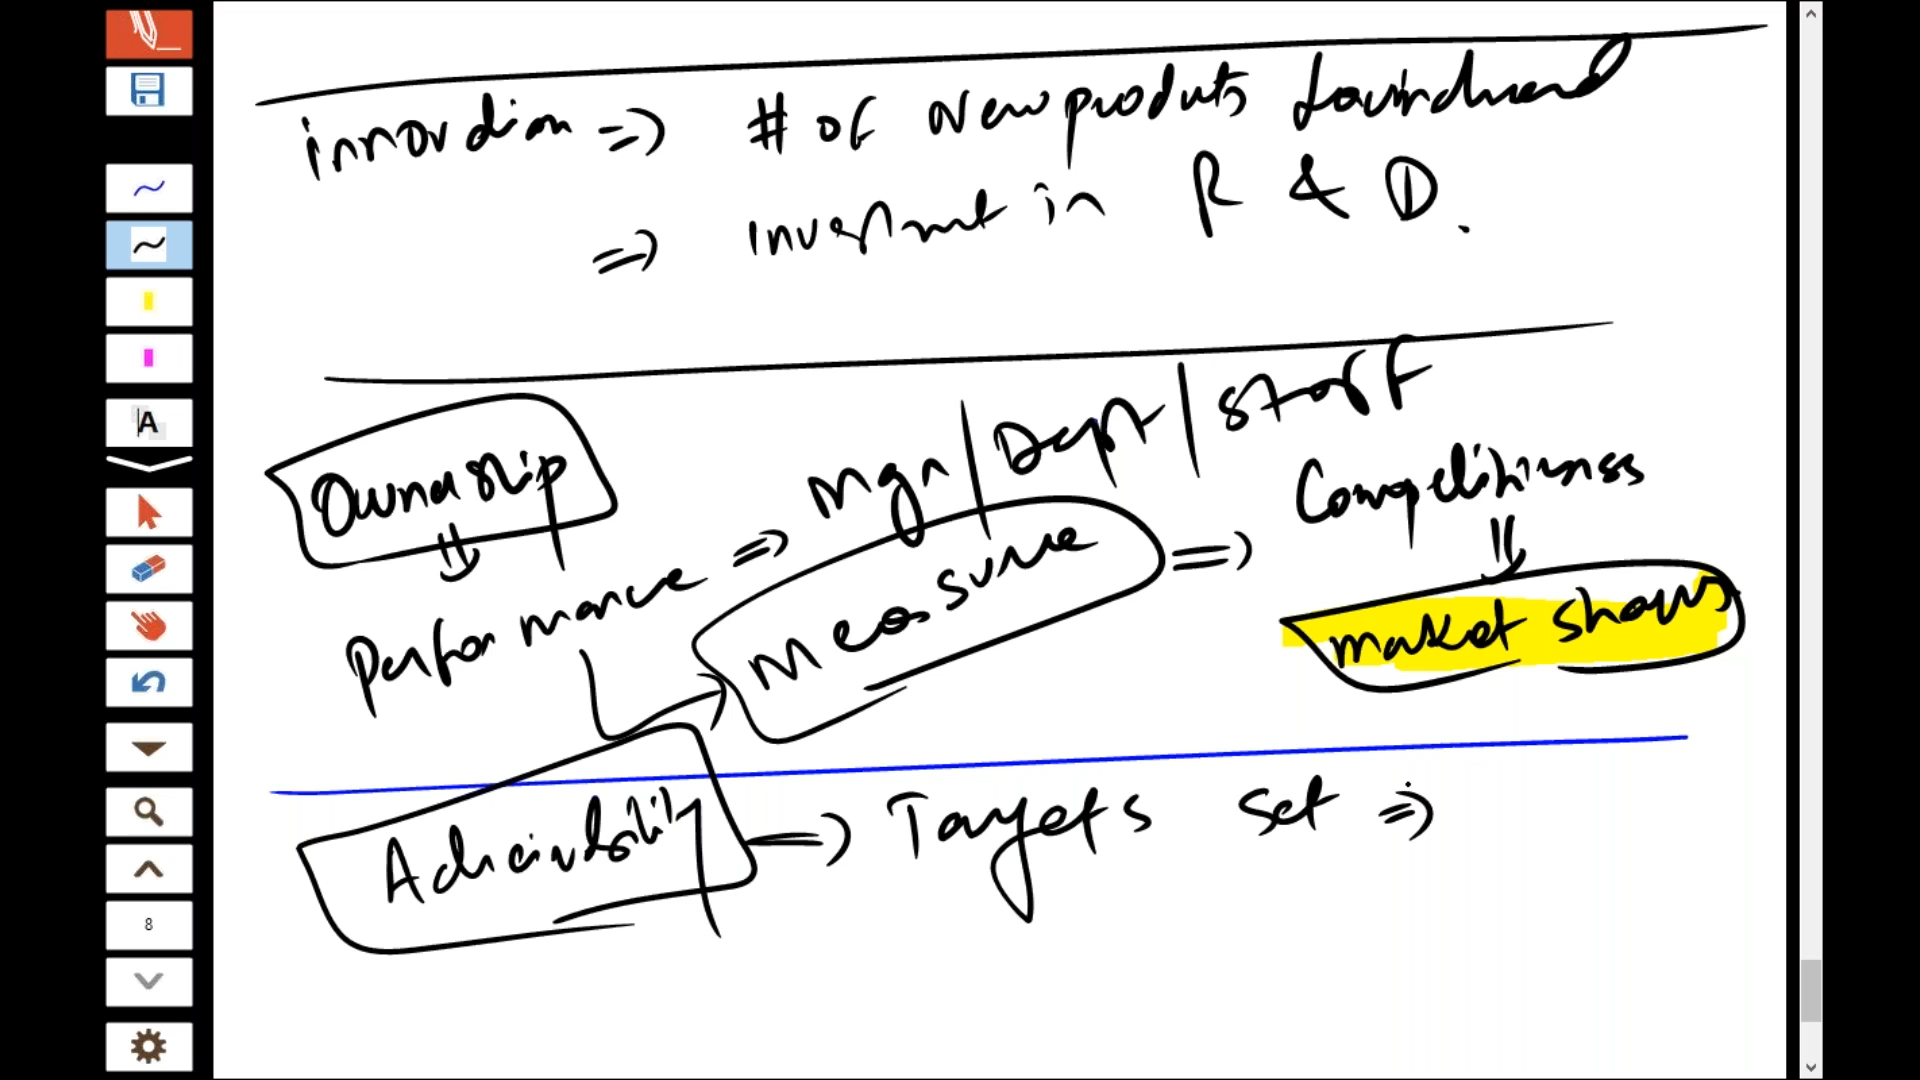 innovation => # of New products launched
=> investment in R & D.
Ownership
Performance => Mgr / Dept / staff
Measure => Competitiveness
market share
Achievability => Targets set =>
A
8